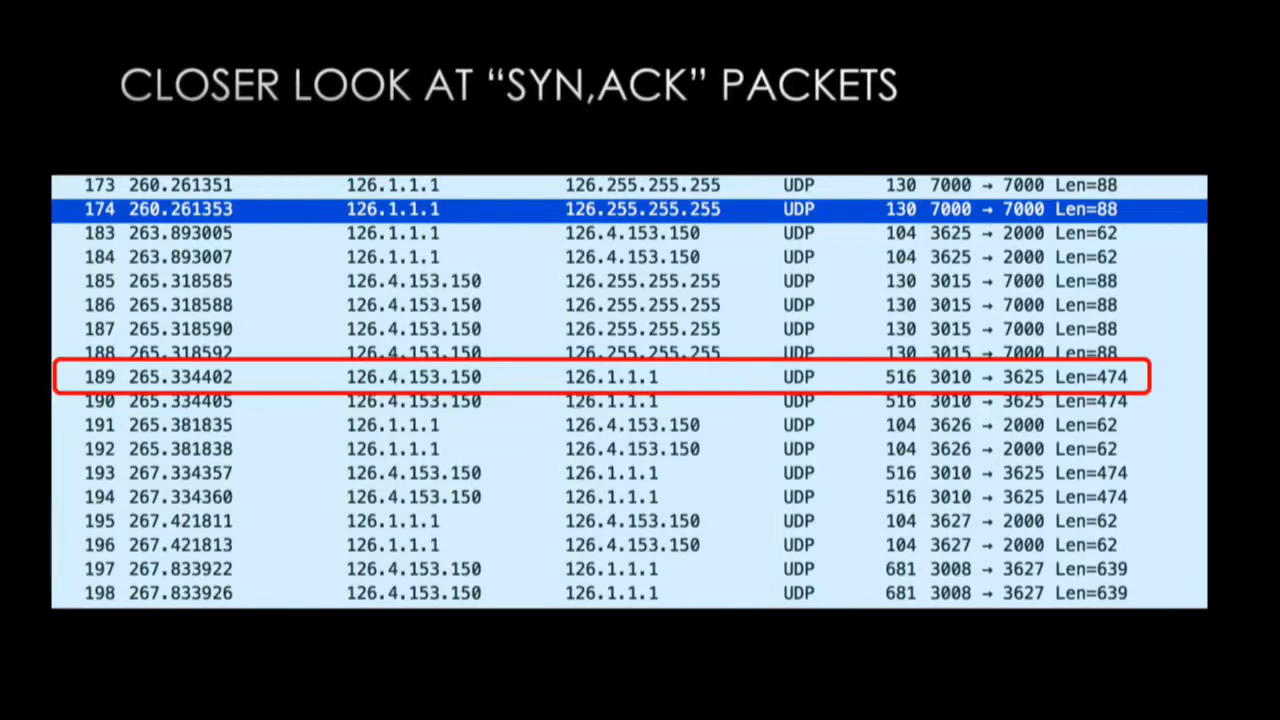 CLOSER LOOK AT “SYN,ACK” PACKETS
173 260.261351 126.1.1.1 126.255.255.255 UDP 130 7000 → 7000 Len=88
174 260.261353 126.1.1.1 126.255.255.255 UDP 130 7000 → 7000 Len=88
183 263.893005 126.1.1.1 126.4.153.150 UDP 104 3625 → 2000 Len=62
184 263.893007 126.1.1.1 126.4.153.150 UDP 104 3625 → 2000 Len=62
185 265.318585 126.4.153.150 126.255.255.255 UDP 130 3015 → 7000 Len=88
186 265.318588 126.4.153.150 126.255.255.255 UDP 130 3015 → 7000 Len=88
187 265.318590 126.4.153.150 126.255.255.255 UDP 130 3015 → 7000 Len=88
188 265.318592 126.4.153.150 126.255.255.255 UDP 130 3015 → 7000 Len=88
189 265.334402 126.4.153.150 126.1.1.1 UDP 516 3010 → 3625 Len=474
190 265.334405 126.4.153.150 126.1.1.1 UDP 516 3010 → 3625 Len=474
191 265.381835 126.1.1.1 126.4.153.150 UDP 104 3626 → 2000 Len=62
192 265.381838 126.1.1.1 126.4.153.150 UDP 104 3626 → 2000 Len=62
193 267.334357 126.4.153.150 126.1.1.1 UDP 516 3010 → 3625 Len=474
194 267.334360 126.4.153.150 126.1.1.1 UDP 516 3010 → 3625 Len=474
195 267.421811 126.1.1.1 126.4.153.150 UDP 104 3627 → 2000 Len=62
196 267.421813 126.1.1.1 126.4.153.150 UDP 104 3627 → 2000 Len=62
197 267.833922 126.4.153.150 126.1.1.1 UDP 681 3008 → 3627 Len=639
198 267.833926 126.4.153.150 126.1.1.1 UDP 681 3008 → 3627 Len=639